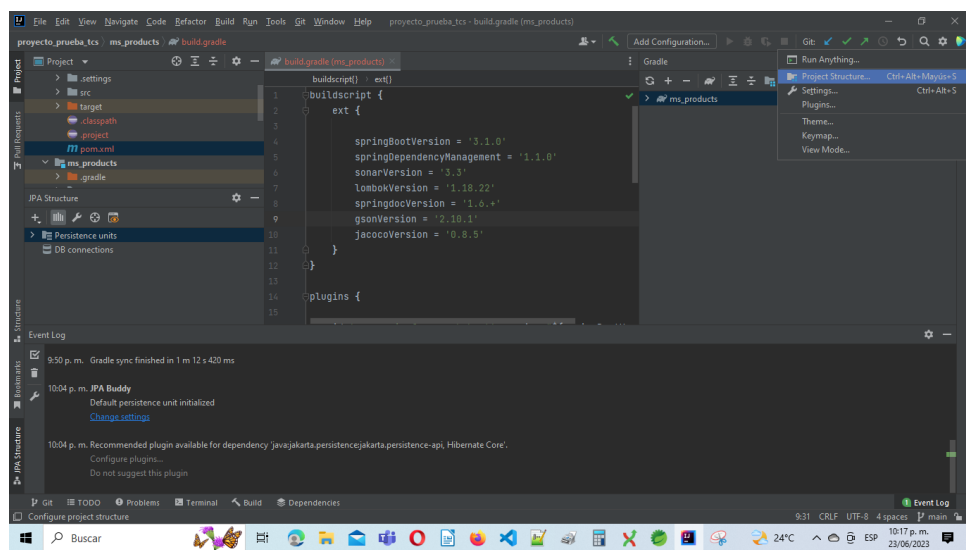 File Edit View Navigate Code Refactor Build Run Tools Git Window Help proyecto_prueba_tcs - build.gradle (ms_products)
proyecto_prueba_tcs ms_products build.gradle Add Configuration... Git:
Project build.gradle (ms_products) Gradle
Run Anything...
Project Structure... Ctrl+Alt+Mayús+S
Settings... Ctrl+Alt+S
Plugins...
Theme...
Keymap...
View Mode...
Project
Pull Requests
Structure
Bookmarks
JPA Structure
.settings
src
target
.classpath
.project
pom.xml
ms_products
.gradle
JPA Structure
Persistence units
DB connections
buildscript{} ext{}
1 buildscript {
2 ext {
3
4 springBootVersion = '3.1.0'
5 springDependencyManagement = '1.1.0'
6 sonarVersion = '3.3'
7 lombokVersion = '1.18.22'
8 springdocVersion = '1.6.+'
9 gsonVersion = '2.10.1'
10 jacocoVersion = '0.8.5'
11 }
12 }
13
14 plugins {
15
ms_products
Event Log
9:50 p. m. Gradle sync finished in 1 m 12 s 420 ms
10:04 p. m. JPA Buddy
Default persistence unit initialized
Change settings
10:04 p. m. Recommended plugin available for dependency 'java:jakarta.persistence:jakarta.persistence-api, Hibernate Core'.
Configure plugins...
Do not suggest this plugin
Git TODO Problems Terminal Build Dependencies 1 Event Log
Configure project structure 9:31 CRLF UTF-8 4 spaces main
Buscar 24°C ESP 10:17 p. m.
23/06/2023